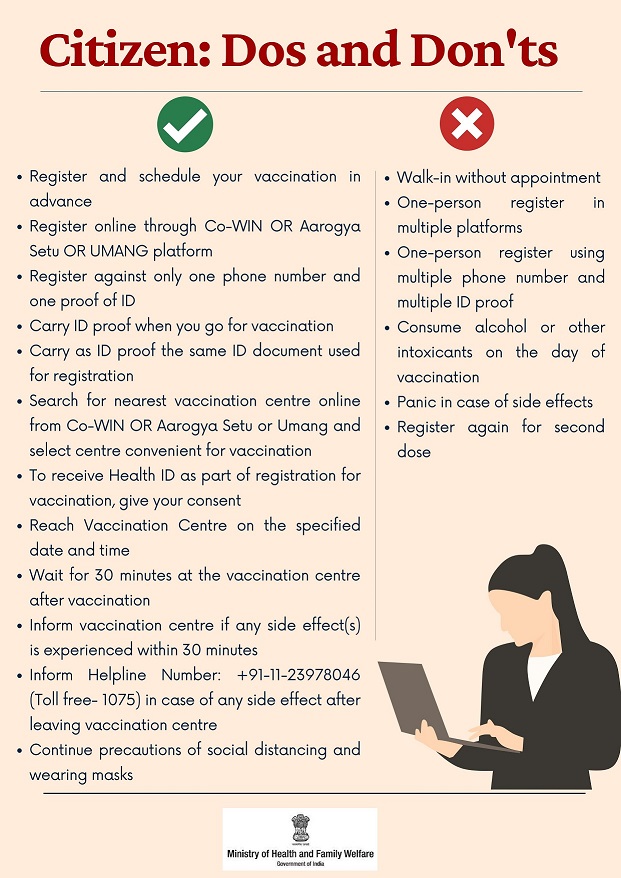 Citizen: Dos and Don'ts
• Register and schedule your vaccination in
advance
• Register online through Co-WIN OR Aarogya
Setu OR UMANG platform
• Register against only one phone number and
one proof of ID
• Carry ID proof when you go for vaccination
• Carry as ID proof the same ID document used
for registration
• Search for nearest vaccination centre online
from Co-WIN OR Aarogya Setu or Umang and
select centre convenient for vaccination
• To receive Health ID as part of registration for
vaccination, give your consent
• Reach Vaccination Centre on the specified
date and time
• Wait for 30 minutes at the vaccination centre
after vaccination
• Inform vaccination centre if any side effect(s)
is experienced within 30 minutes
• Inform Helpline Number: +91-11-23978046
(Toll free- 1075) in case of any side effect after
leaving vaccination centre
• Continue precautions of social distancing and
wearing masks
• Walk-in without appointment
• One-person register in
multiple platforms
• One-person register using
multiple phone number and
multiple ID proof
• Consume alcohol or other
intoxicants on the day of
vaccination
• Panic in case of side effects
• Register again for second
dose
Ministry of Health and Family Welfare
Government of India